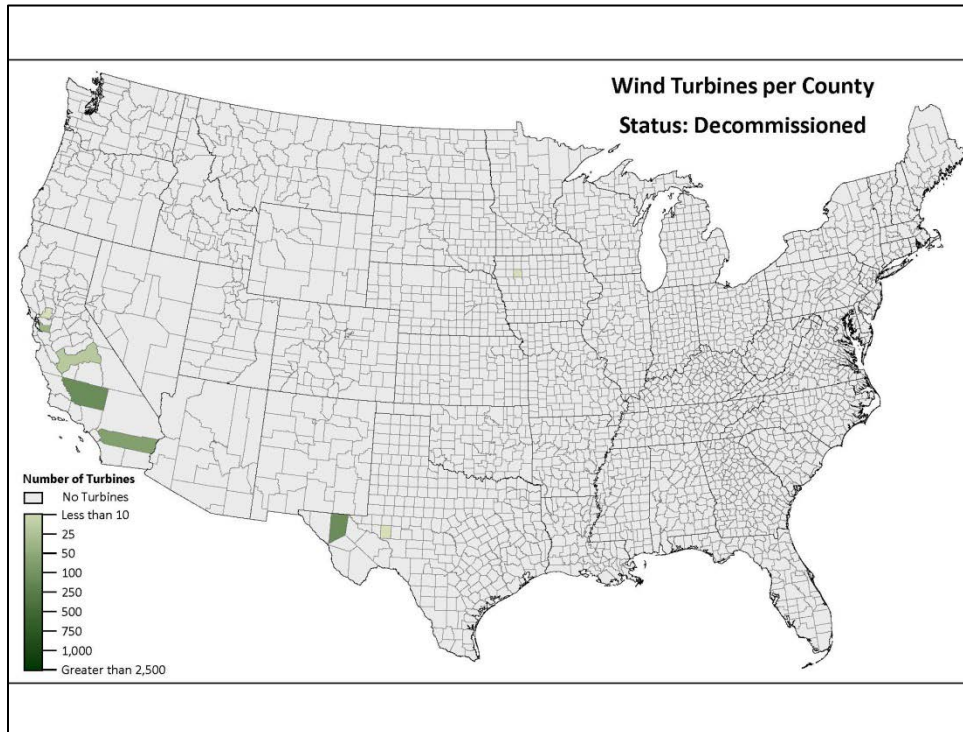 Wind Turbines per County
Status: Decommissioned
Number of Turbines
No Turbines
Less than 10
25
50
100
250
500
750
1,000
Greater than 2,500